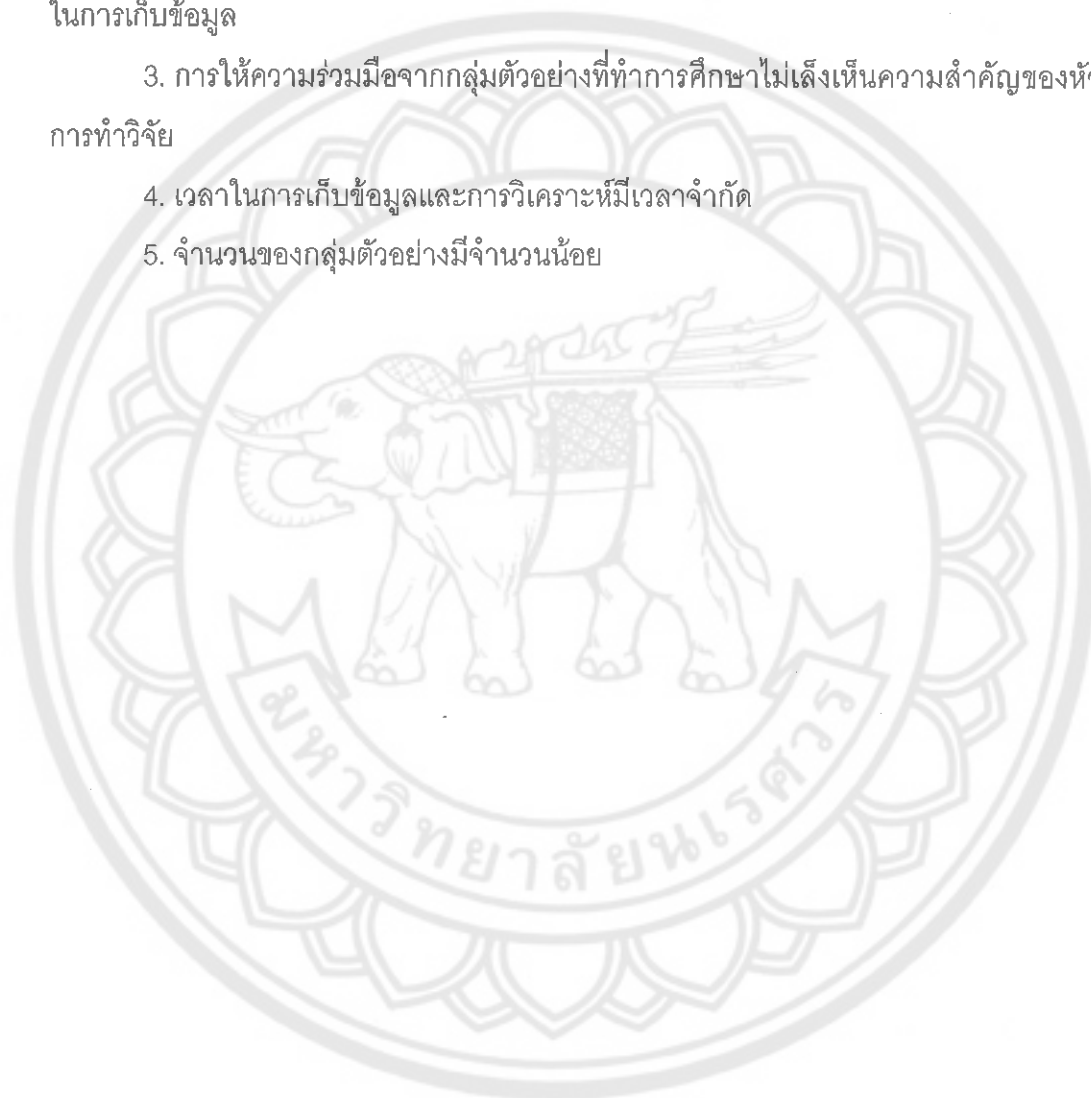 ในการเก็บข้อมูล
3. การให้ความร่วมมือจากกลุ่มตัวอย่างที่ทำการศึกษาไม่เล็งเห็นความสำคัญของ
การทำวิจัย
4. เวลาในการเก็บข้อมูลและการวิเคราะห์มีเวลาจำกัด
5. จำนวนของกลุ่มตัวอย่างมีจำนวนน้อย
มหาวิทยาลัยนเรศวร